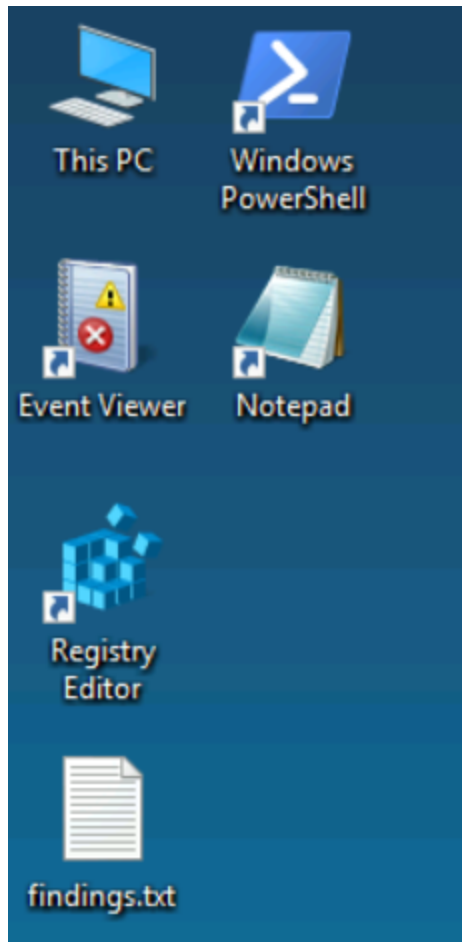 This PC
Windows
PowerShell
Event Viewer
Notepad
Registry
Editor
findings.txt